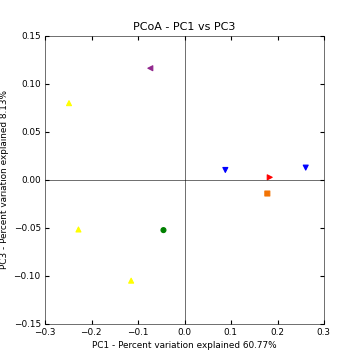 PCoA - PC1 vs PC3
0.15
0.10
0.05
0.00
−0.05
−0.10
−0.15
−0.3 −0.2 −0.1 0.0 0.1 0.2 0.3
PC1 - Percent variation explained 60.77%
PC3 - Percent variation explained 8.13%